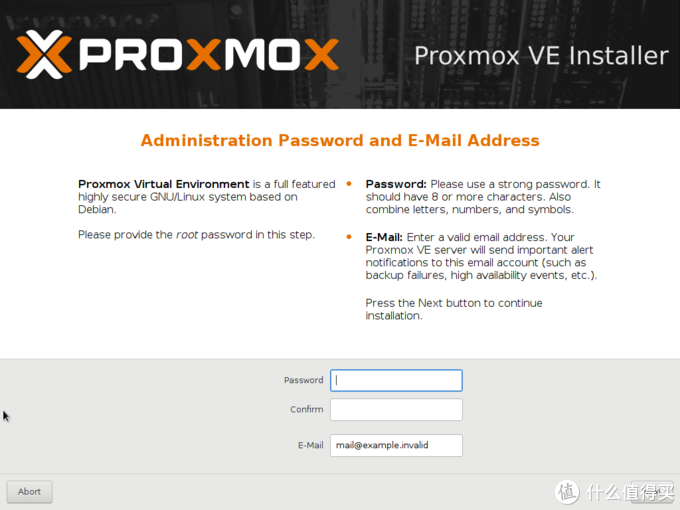 PROXMOX
Proxmox VE Installer
Administration Password and E-Mail Address
Proxmox Virtual Environment is a full featured
highly secure GNU/Linux system based on
Debian.
Please provide the root password in this step.
Password: Please use a strong password. It
should have 8 or more characters. Also
combine letters, numbers, and symbols.
E-Mail: Enter a valid email address. Your
Proxmox VE server will send important alert
notifications to this email account (such as
backup failures, high availability events, etc.).
Press the Next button to continue
installation.
Password
Confirm
E-Mail
mail@example.invalid
Abort
值 什么值得买